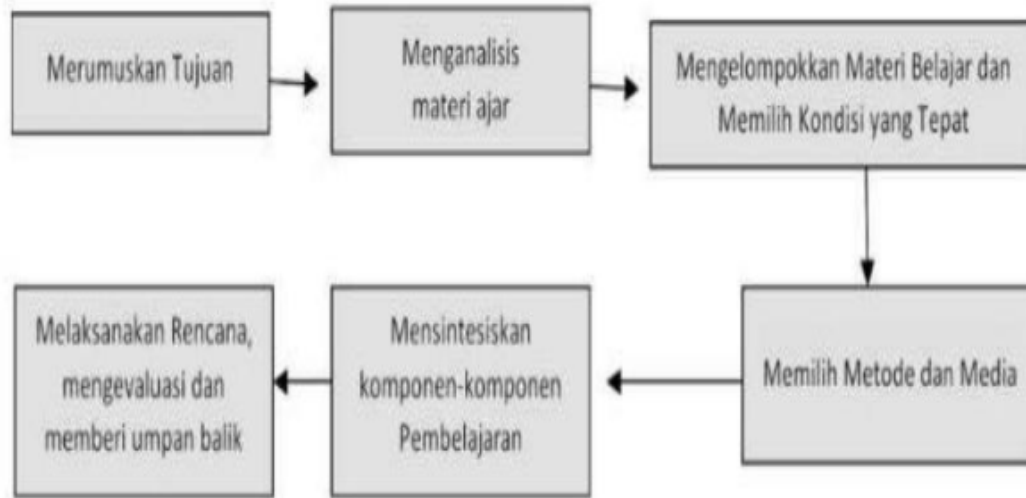 Merumuskan Tujuan
Menganalisis
materi ajar
Mengelompokkan Materi Belajar dan
Memilih Kondisi yang Tepat
Memilih Metode dan Media
Mensintesiskan
komponen-komponen
Pembelajaran
Melaksanakan Rencana,
mengevaluasi dan
memberi umpan balik